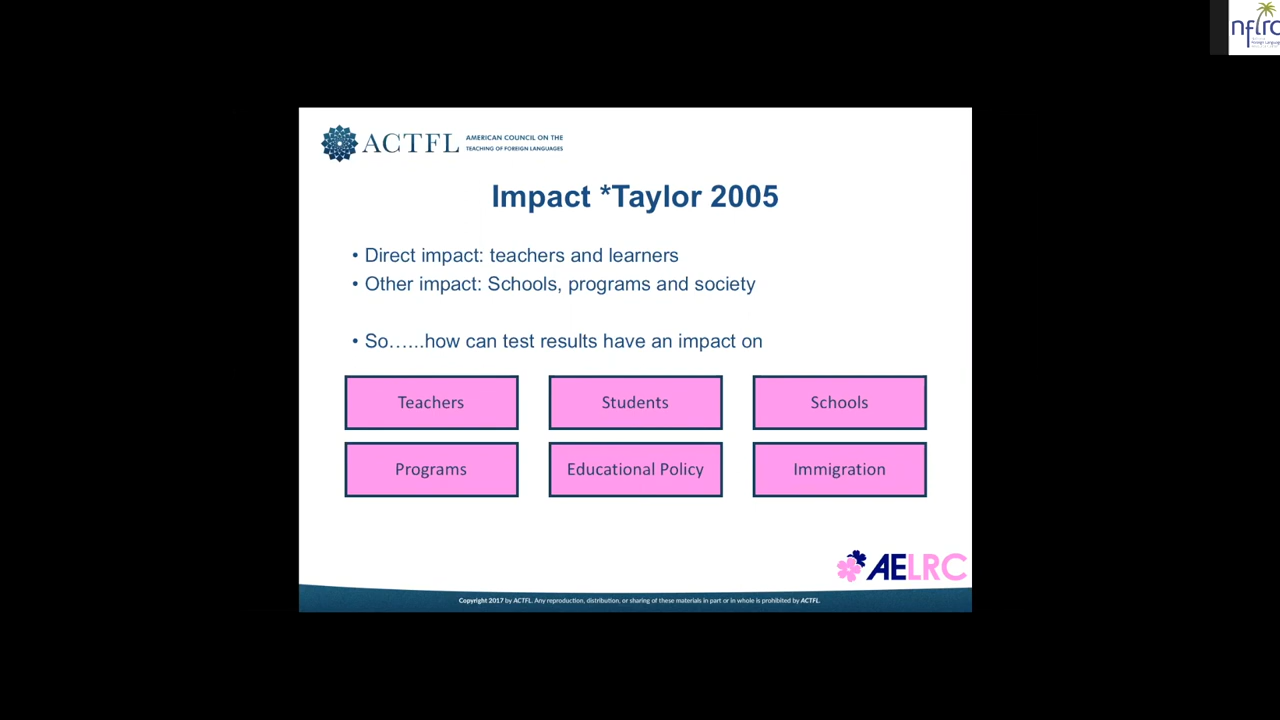 nflrc
ACTFL
AMERICAN COUNCIL ON THE
TEACHING OF FOREIGN LANGUAGES
Impact *Taylor 2005
• Direct impact: teachers and learners
• Other impact: Schools, programs and society
• So…...how can test results have an impact on
Teachers
Students
Schools
Programs
Educational Policy
Immigration
AELRC
Copyright 2017 by ACTFL. Any reproduction, distribution, or sharing of these materials in part or in whole is prohibited by ACTFL.